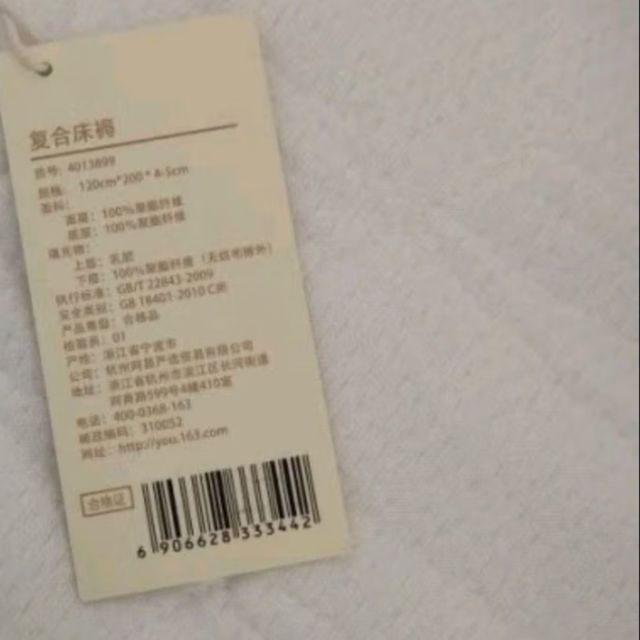 复合床褥
货号: 4013899
规格: 120cm*200*4-5cm
面料:
面层: 100%聚酯纤维
底层: 100%聚酯纤维
填充物:
上层: 乳胶
下层: 100%聚酯纤维 (无纺布除外)
执行标准: GB/T 22843-2009
安全类别: GB 18401-2010 C类
产品等级: 合格品
检验员: 01
产地: 浙江省宁波市
公司: 杭州网易严选贸易有限公司
地址: 浙江省杭州市滨江区长河街道
网商路599号4幢410室
电话: 400-0368-163
邮政编码: 310052
网址: http://you.163.com
合格证
6 906628 333442